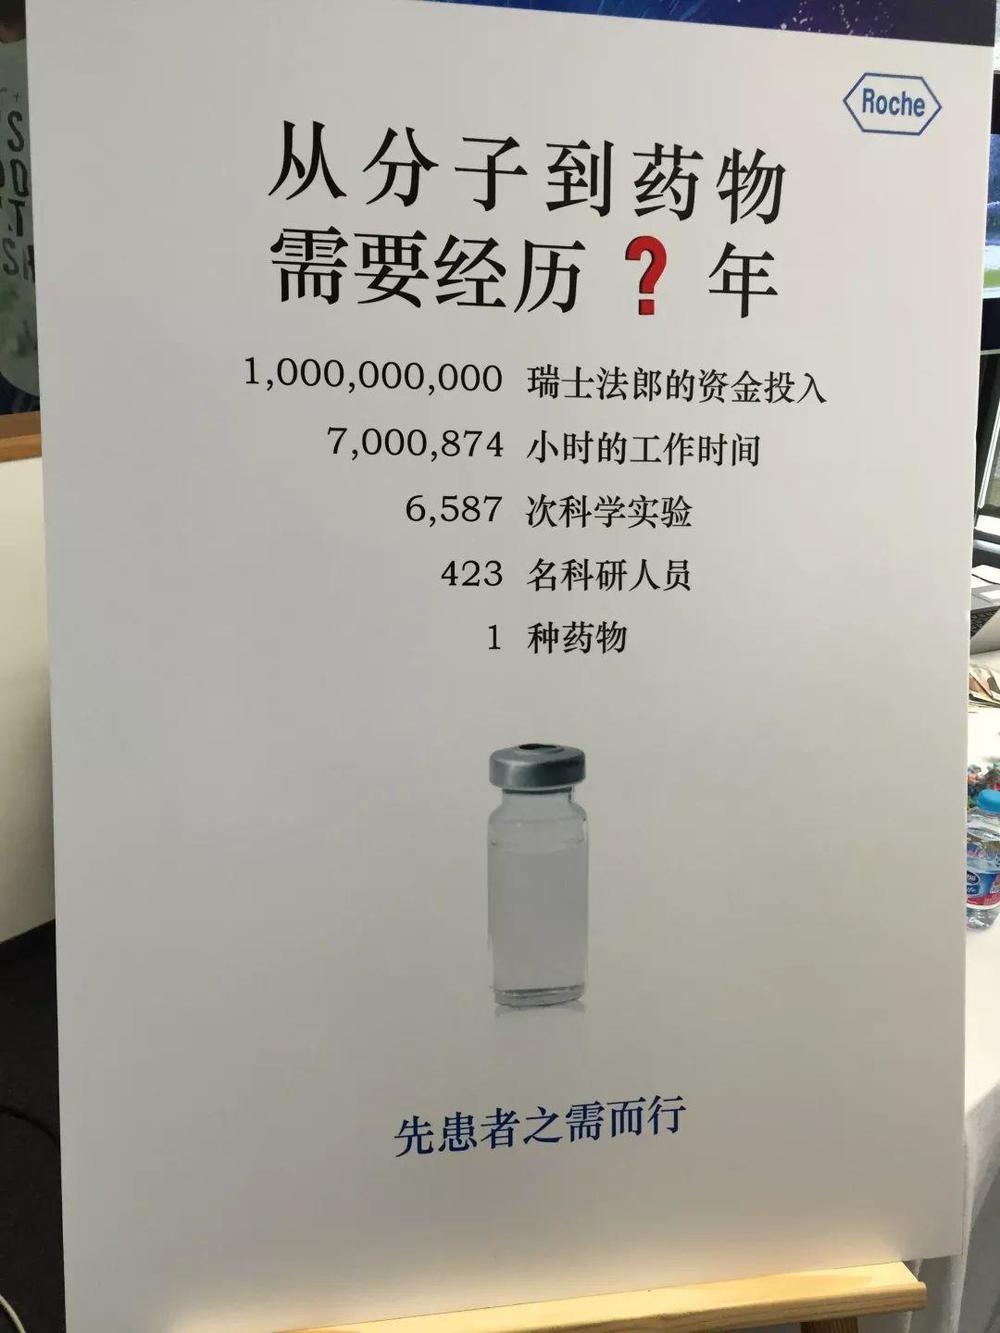 Roche
从分子到药物
需要经历?年
1,000,000,000 瑞士法郎的资金投入
7,000,874 小时的工作时间
6,587 次科学实验
423 名科研人员
1 种药物
先患者之需而行